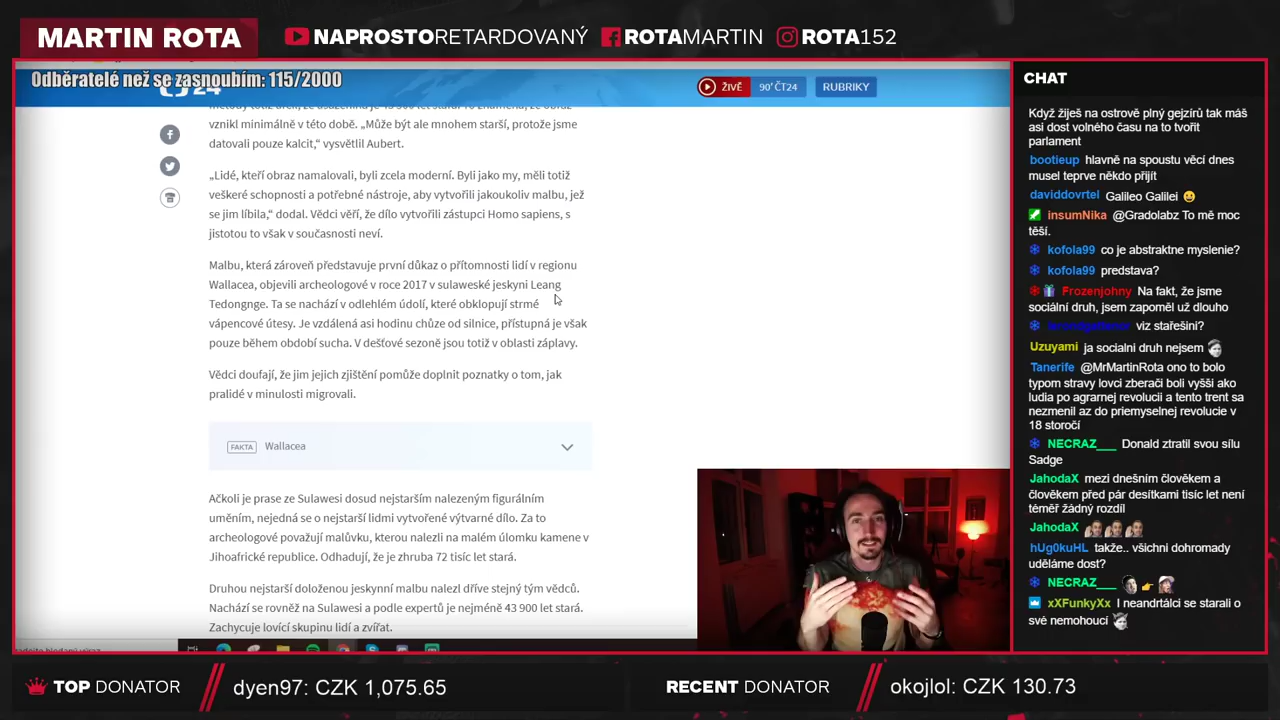 MARTIN ROTA
NAPROSTORETARDOVANÝ
ROTAMARTIN
ROTA152
Odběratelé než se zasnoubím: 115/2000
24
ŽIVĚ
90' ČT24
RUBRIKY
vznikl minimálně v této době. „Může být ale mnohem starší, protože jsme
datovali pouze kalcit,“ vysvětlil Aubert.
„Lidé, kteří obraz namalovali, byli zcela moderní. Byli jako my, měli totiž
veškeré schopnosti a potřebné nástroje, aby vytvořili jakoukoliv malbu, jež
se jim líbila,“ dodal. Vědci věří, že dílo vytvořili zástupci Homo sapiens, s
jistotou to však v současnosti neví.
Malbu, která zároveň představuje první důkaz o přítomnosti lidí v regionu
Wallacea, objevili archeologové v roce 2017 v sulaweské jeskyni Leang
Tedongnge. Ta se nachází v odlehlém údolí, které obklopují strmé
vápencové útesy. Je vzdálená asi hodinu chůze od silnice, přístupná je však
pouze během období sucha. V dešťové sezoně jsou totiž v oblasti záplavy.
Vědci doufají, že jim jejich zjištění pomůže doplnit poznatky o tom, jak
pralidé v minulosti migrovali.
FAKTA Wallacea
Ačkoli je prase ze Sulawesi dosud nejstarším nalezeným figurálním
uměním, nejedná se o nejstarší lidmi vytvořené výtvarné dílo. Za to
archeologové považují malůvku, kterou nalezli na malém úlomku kamene v
Jihoafrické republice. Odhadují, že je zhruba 72 tisíc let stará.
Druhou nejstarší doloženou jeskynní malbu nalezl dříve stejný tým vědců.
Nachází se rovněž na Sulawesi a podle expertů je nejméně 43 900 let stará.
Zachycuje lovící skupinu lidí a zvířat.
CHAT
Když žiješ na ostrově plný gejzírů tak máš
asi dost volného času na to tvořit
parlament
bootieup hlavně na spoustu věcí dnes
musel teprve někdo přijít
daviddovrtel Galileo Galilei
insumNika @Gradolabz To mě moc
těší.
kofola99 co je abstraktne myslenie?
kofola99 predstava?
Frozenjohny Na fakt, že jsme
sociální druh, jsem zapoměl už dlouho
viz stařešini?
Uzuyami ja socialni druh nejsem
Tanerife @MrMartinRota ono to bolo
typom stravy lovci zberači boli vyšši ako
ludia po agrarnej revolucii a tento trent sa
nezmenil az do priemyselnej revolucie v
18 storočí
NECRAZ___ Donald ztratil svou sílu
Sadge
JahodaX mezi dnešním člověkem a
člověkem před pár desítkami tisíc let není
téměř žádný rozdíl
JahodaX
hUg0kuHL takže.. všichni dohromady
uděláme dost?
NECRAZ___
xXFunkyXx I neandrtálci se starali o
své nemohoucí
TOP DONATOR
dyen97: CZK 1,075.65
RECENT DONATOR
okojlol: CZK 130.73